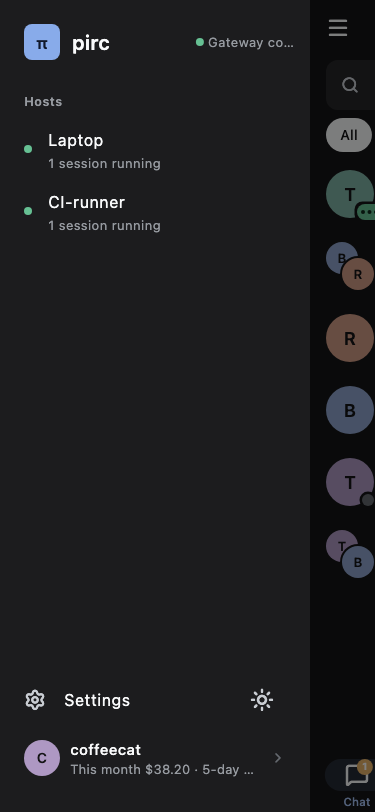 π pirc
Gateway co…
Hosts
Laptop
1 session running
CI-runner
1 session running
Settings
C
coffeecat
This month $38.20 · 5-day …
All
T
B
R
R
B
T
T
B
1
Chat